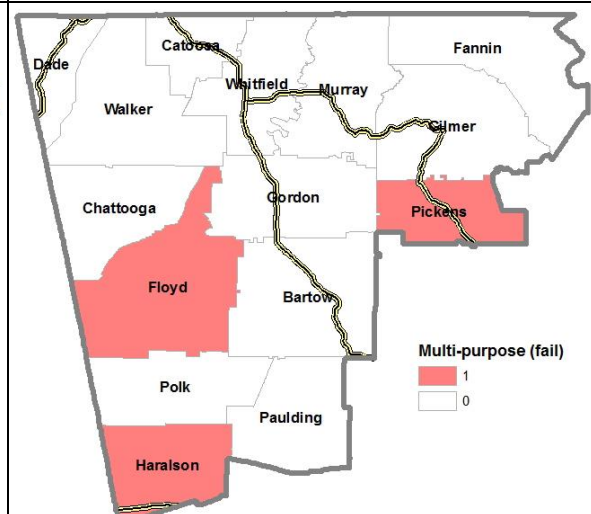 Fannin
Catoosa
Dade
Whitfield
Murray
Walker
Gilmer
Gordon
Chattooga
Pickens
Floyd
Bartow
Multi-purpose (fail)
1
0
Polk
Paulding
Haralson